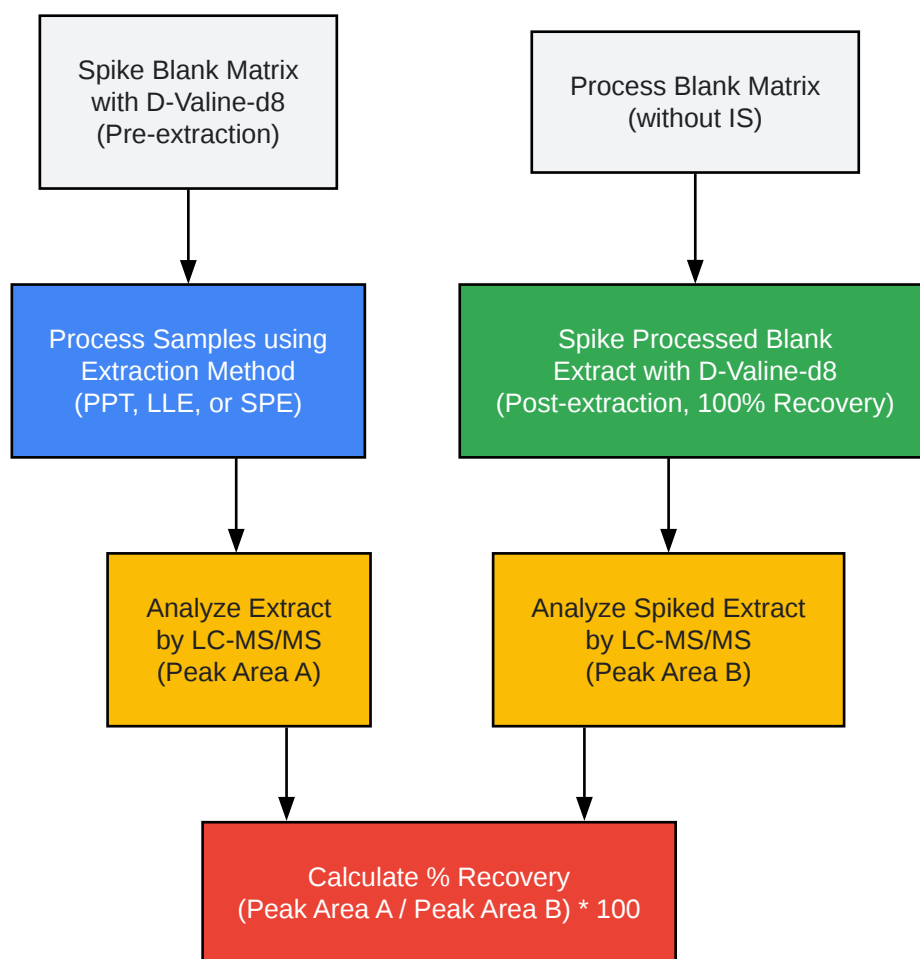 Spike Blank Matrix
with D-Valine-d8
(Pre-extraction)
Process Blank Matrix
(without IS)
Process Samples using
Extraction Method
(PPT, LLE, or SPE)
Spike Processed Blank
Extract with D-Valine-d8
(Post-extraction, 100% Recovery)
Analyze Extract
by LC-MS/MS
(Peak Area A)
Analyze Spiked Extract
by LC-MS/MS
(Peak Area B)
Calculate % Recovery
(Peak Area A / Peak Area B) * 100